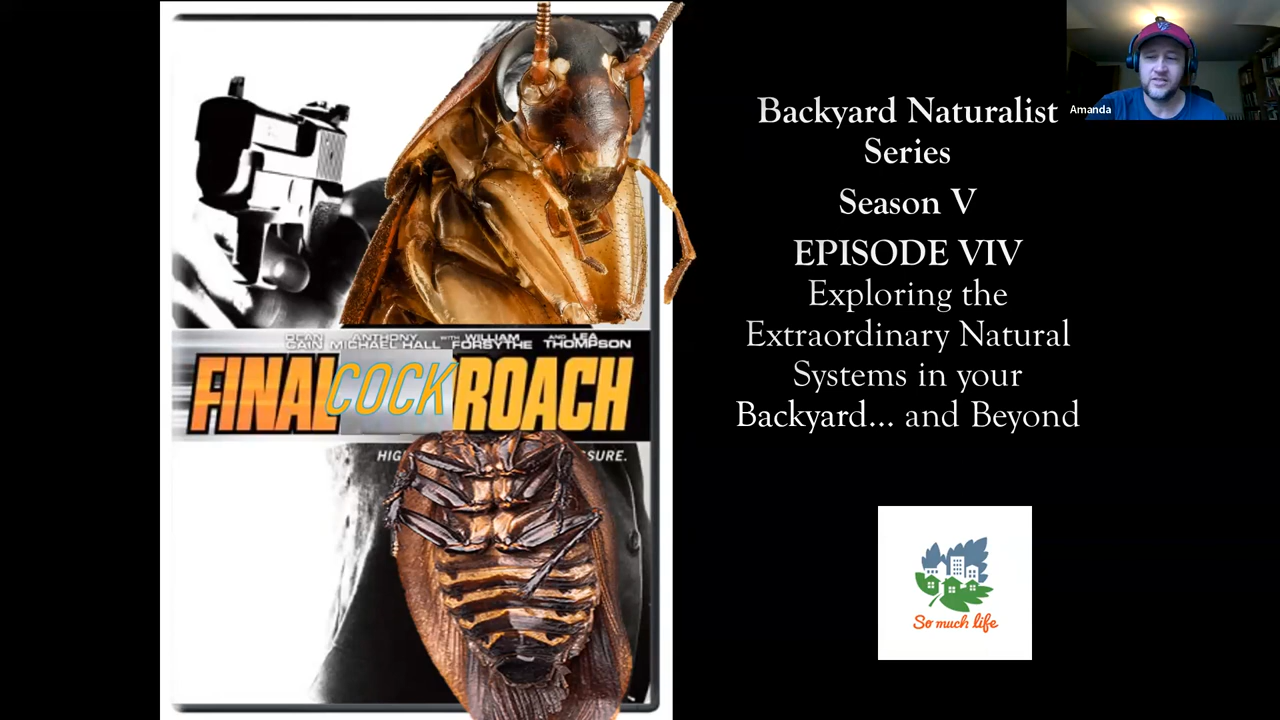 DEAN CAIN ANTHONY MICHAEL HALL WITH WILLIAM FORSYTHE AND LEA THOMPSON
FINAL COCK ROACH
HIG SURE.
Backyard Naturalist
Series
Season V
EPISODE VIV
Exploring the
Extraordinary Natural
Systems in your
Backyard... and Beyond
So much life
Amanda